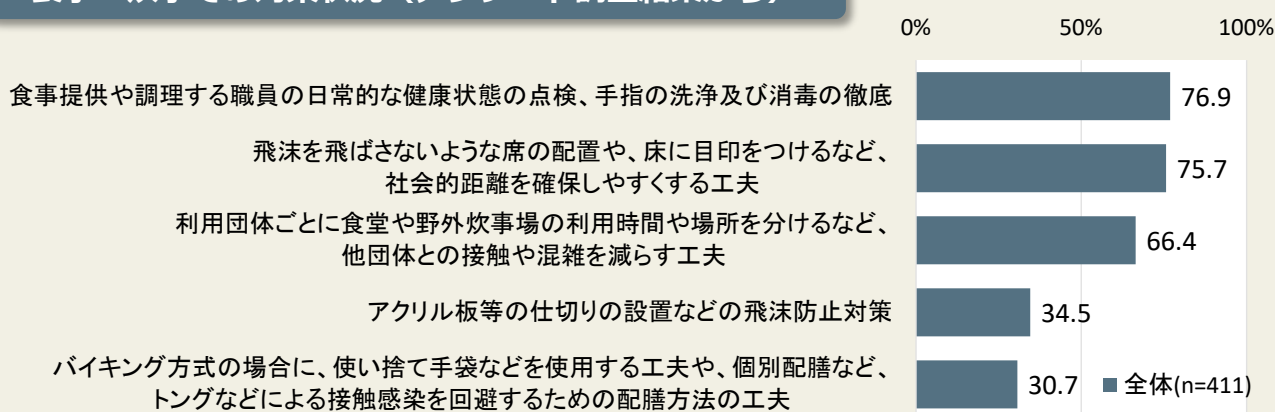 0%
50%
100%
食事提供や調理する職員の日常的な健康状態の点検、手指の洗浄及び消毒の徹底
76.9
飛沫を飛ばさないような席の配置や、床に目印をつけるなど、
社会的距離を確保しやすくする工夫
75.7
利用団体ごとに食堂や野外炊事場の利用時間や場所を分けるなど、
他団体との接触や混雑を減らす工夫
66.4
アクリル板等の仕切りの設置などの飛沫防止対策
34.5
バイキング方式の場合に、使い捨て手袋などを使用する工夫や、個別配膳など、
トングなどによる接触感染を回避するための配膳方法の工夫
30.7
全体(n=411)